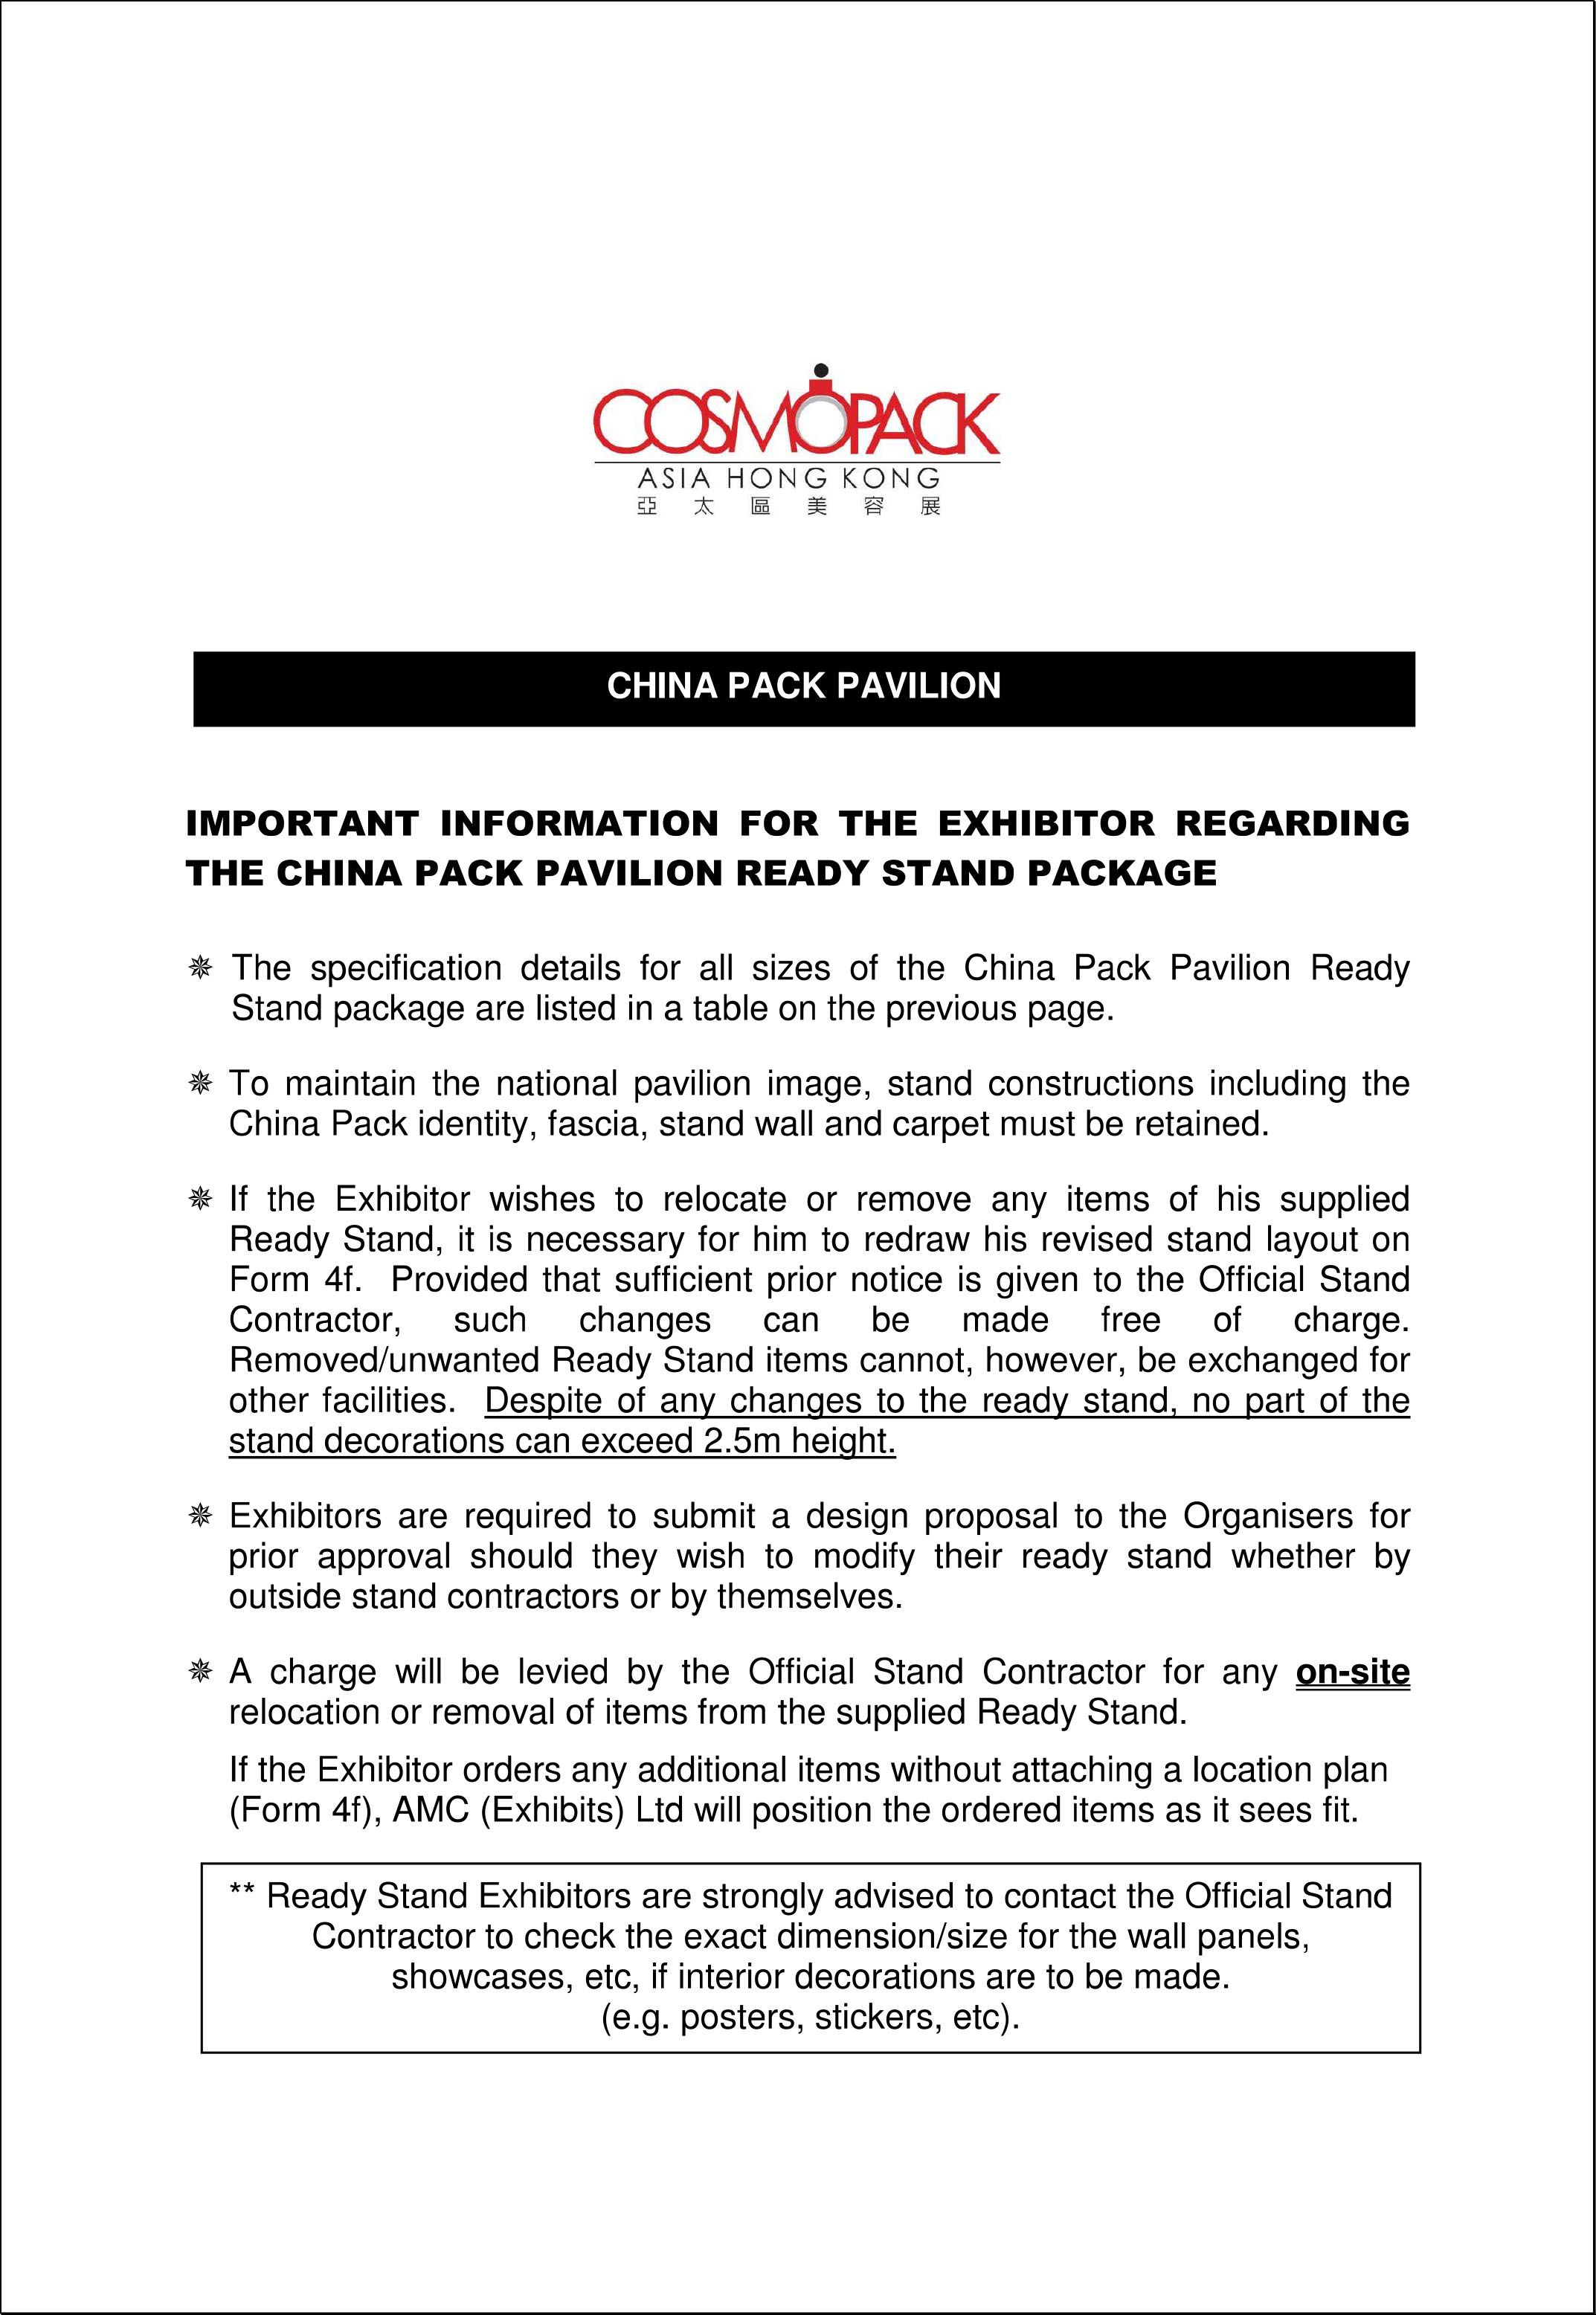 COSMOPACK
ASIA HONG KONG
亞太區美容展
CHINA PACK PAVILION
IMPORTANT INFORMATION FOR THE EXHIBITOR REGARDING
THE CHINA PACK PAVILION READY STAND PACKAGE
✵ The specification details for all sizes of the China Pack Pavilion Ready
Stand package are listed in a table on the previous page.
✵ To maintain the national pavilion image, stand constructions including the
China Pack identity, fascia, stand wall and carpet must be retained.
✵ If the Exhibitor wishes to relocate or remove any items of his supplied
Ready Stand, it is necessary for him to redraw his revised stand layout on
Form 4f. Provided that sufficient prior notice is given to the Official Stand
Contractor, such changes can be made free of charge.
Removed/unwanted Ready Stand items cannot, however, be exchanged for
other facilities. Despite of any changes to the ready stand, no part of the
stand decorations can exceed 2.5m height.
✵ Exhibitors are required to submit a design proposal to the Organisers for
prior approval should they wish to modify their ready stand whether by
outside stand contractors or by themselves.
✵ A charge will be levied by the Official Stand Contractor for any on-site
relocation or removal of items from the supplied Ready Stand.
If the Exhibitor orders any additional items without attaching a location plan
(Form 4f), AMC (Exhibits) Ltd will position the ordered items as it sees fit.
** Ready Stand Exhibitors are strongly advised to contact the Official Stand
Contractor to check the exact dimension/size for the wall panels,
showcases, etc, if interior decorations are to be made.
(e.g. posters, stickers, etc).